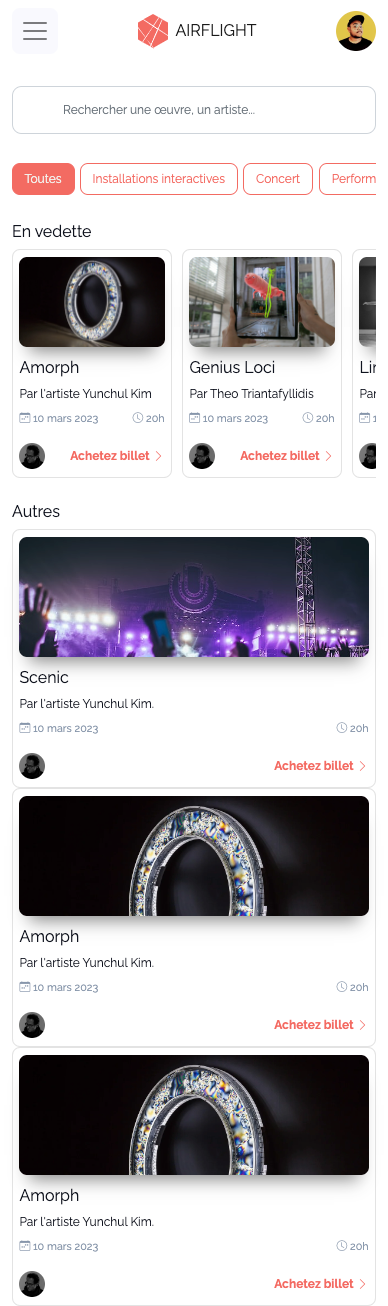 AIRFLIGHT
Rechercher une œuvre, un artiste...
Toutes
Installations interactives
Concert
Perform
En vedette
Amorph
Par l'artiste Yunchul Kim
10 mars 2023
20h
Achetez billet
Genius Loci
Par Theo Triantafyllidis
10 mars 2023
20h
Achetez billet
Autres
Scenic
Par l'artiste Yunchul Kim.
10 mars 2023
20h
Achetez billet
Amorph
Par l'artiste Yunchul Kim.
10 mars 2023
20h
Achetez billet
Amorph
Par l'artiste Yunchul Kim.
10 mars 2023
20h
Achetez billet